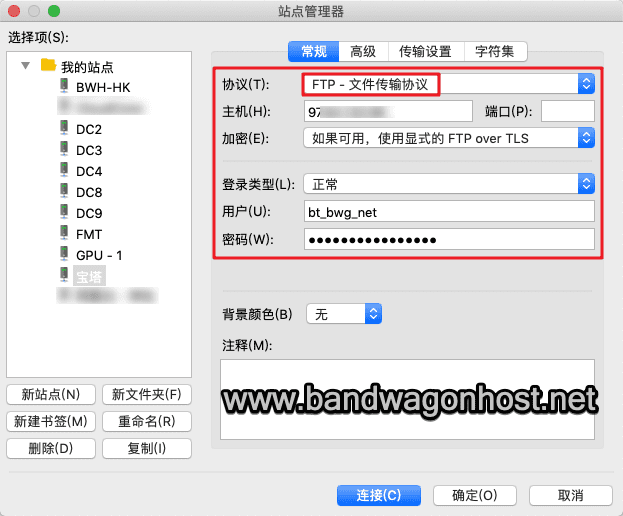 站点管理器
选择项(S):
我的站点
BWH-HK
DC2
DC3
DC4
DC8
DC9
FMT
GPU - 1
宝塔
新站点(N) 新文件夹(F)
新建书签(M) 重命名(R)
删除(D) 复制(I)
常规 高级 传输设置 字符集
协议(T): FTP - 文件传输协议
主机(H): 97 端口(P):
加密(E): 如果可用，使用显式的 FTP over TLS
登录类型(L): 正常
用户(U): bt_bwg_net
密码(W): ●●●●●●●●●●●●●●●●
背景颜色(B) 无
注释(M):
www.bandwagonhost.net
连接(C) 确定(O) 取消